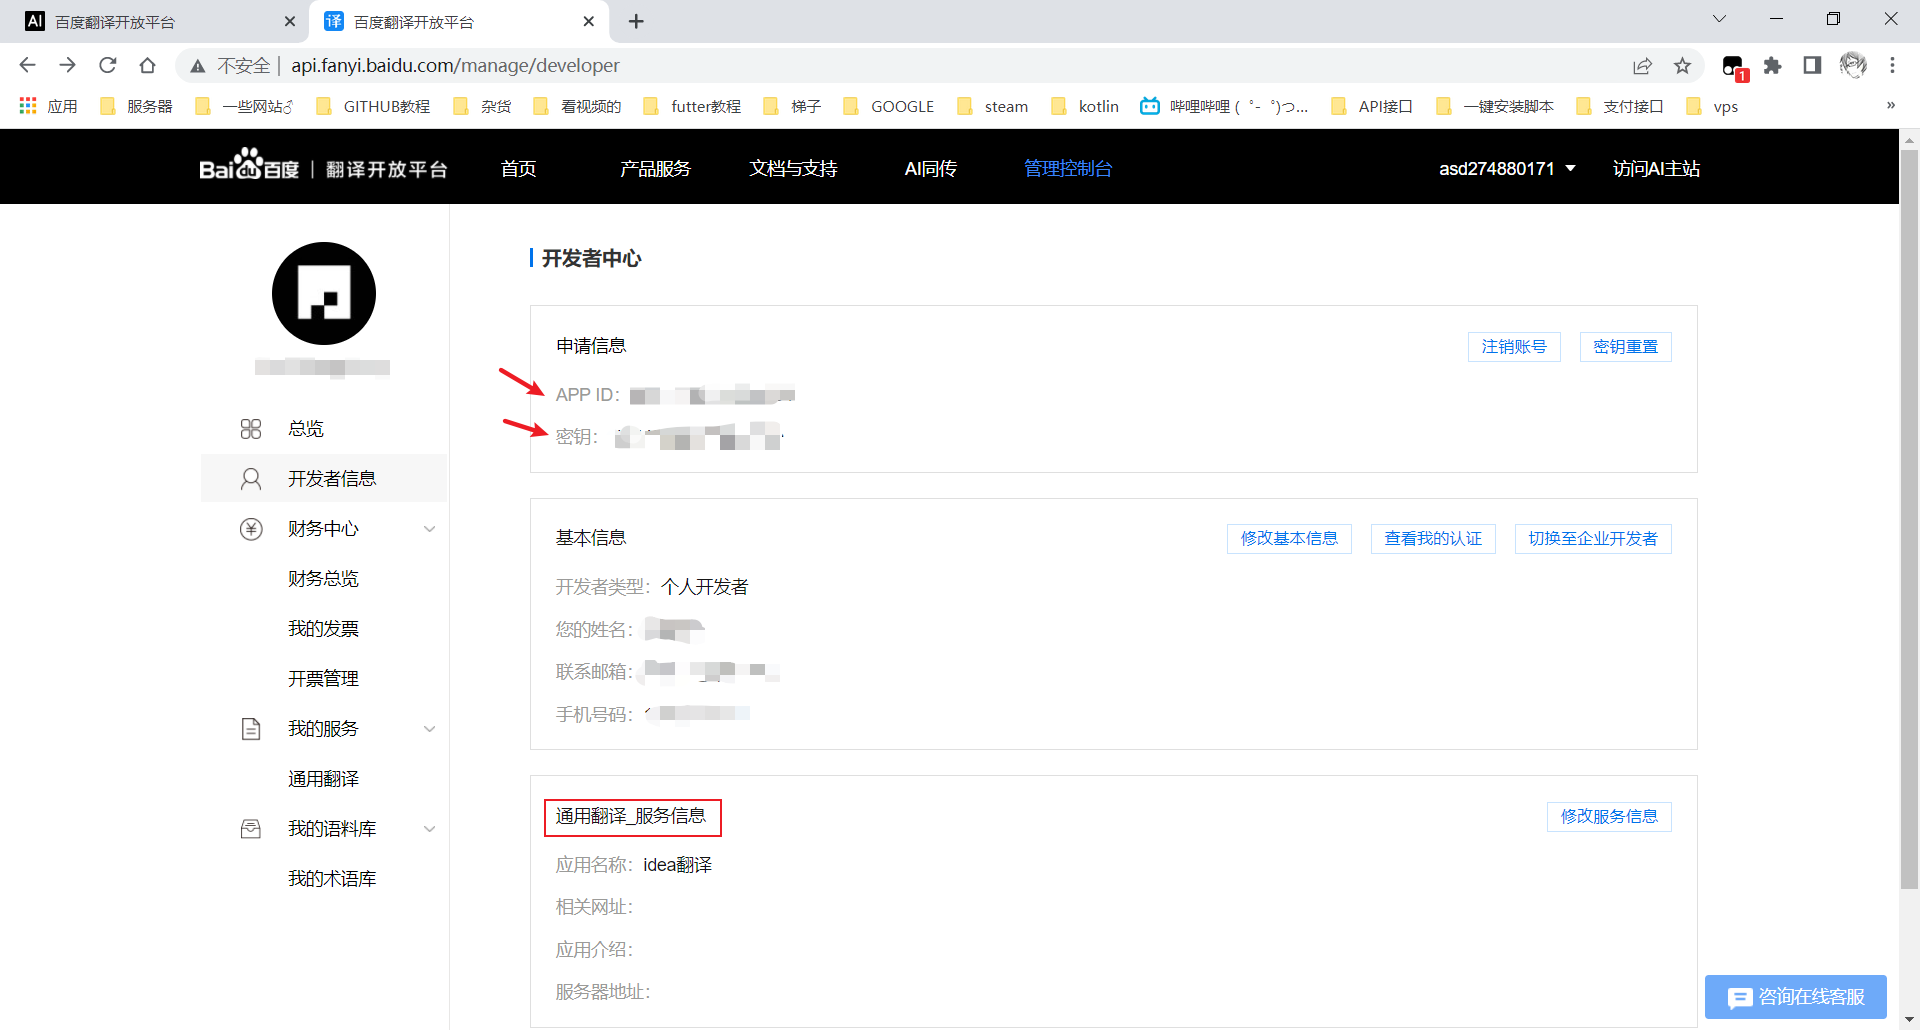 百度翻译开放平台
百度翻译开放平台
不安全 | api.fanyi.baidu.com/manage/developer
1
应用 服务器 一些网站♂ GITHUB教程 杂货 看视频的 futter教程 梯子 GOOGLE steam kotlin 哔哩哔哩 (゜-゜)つ... API接口 一键安装脚本 支付接口 vps »
Baidu百度 | 翻译开放平台 首页 产品服务 文档与支持 AI同传 管理控制台 asd274880171 访问AI主站
总览
开发者信息
财务中心
财务总览
我的发票
开票管理
我的服务
通用翻译
我的语料库
我的术语库
开发者中心
申请信息 注销账号 密钥重置
APP ID：
密钥：
基本信息 修改基本信息 查看我的认证 切换至企业开发者
开发者类型：个人开发者
您的姓名：
联系邮箱：
手机号码：
通用翻译_服务信息 修改服务信息
应用名称：idea翻译
相关网址：
应用介绍：
服务器地址：
咨询在线客服